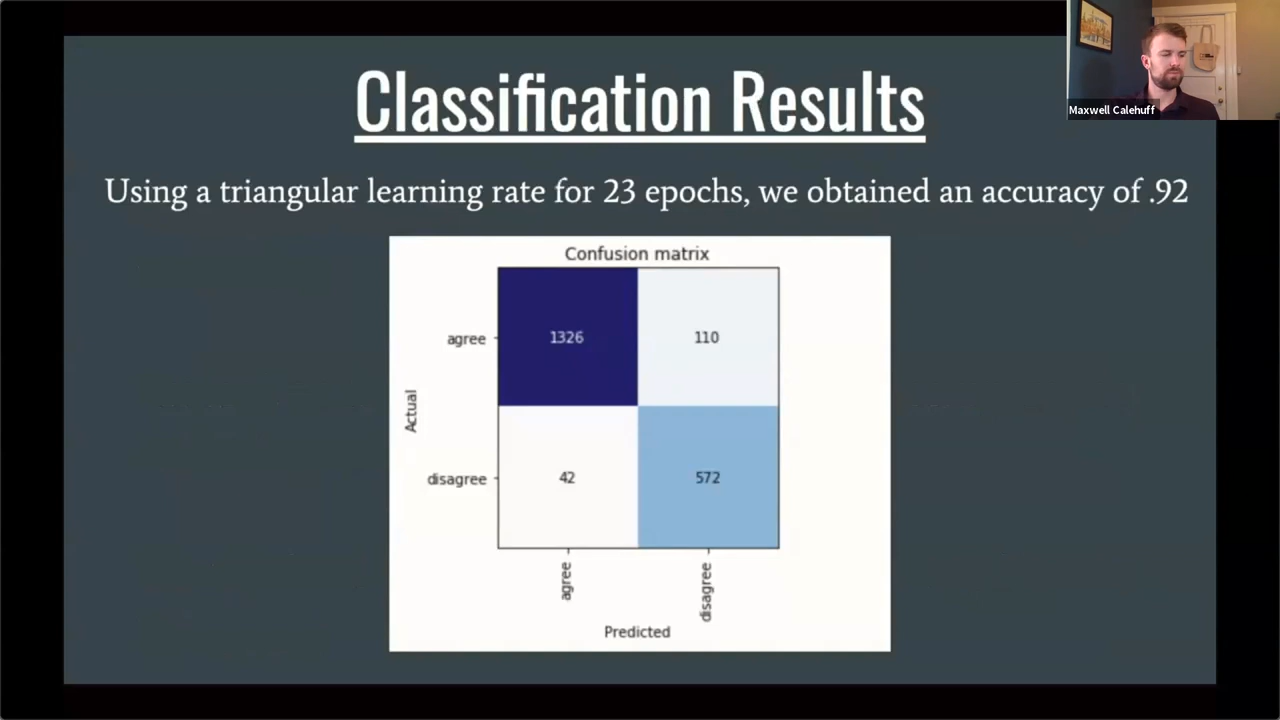 Classification Results
Maxwell Calehuff
Using a triangular learning rate for 23 epochs, we obtained an accuracy of .92
Confusion matrix
agree
1326
110
Actual
disagree
42
572
agree
disagree
Predicted